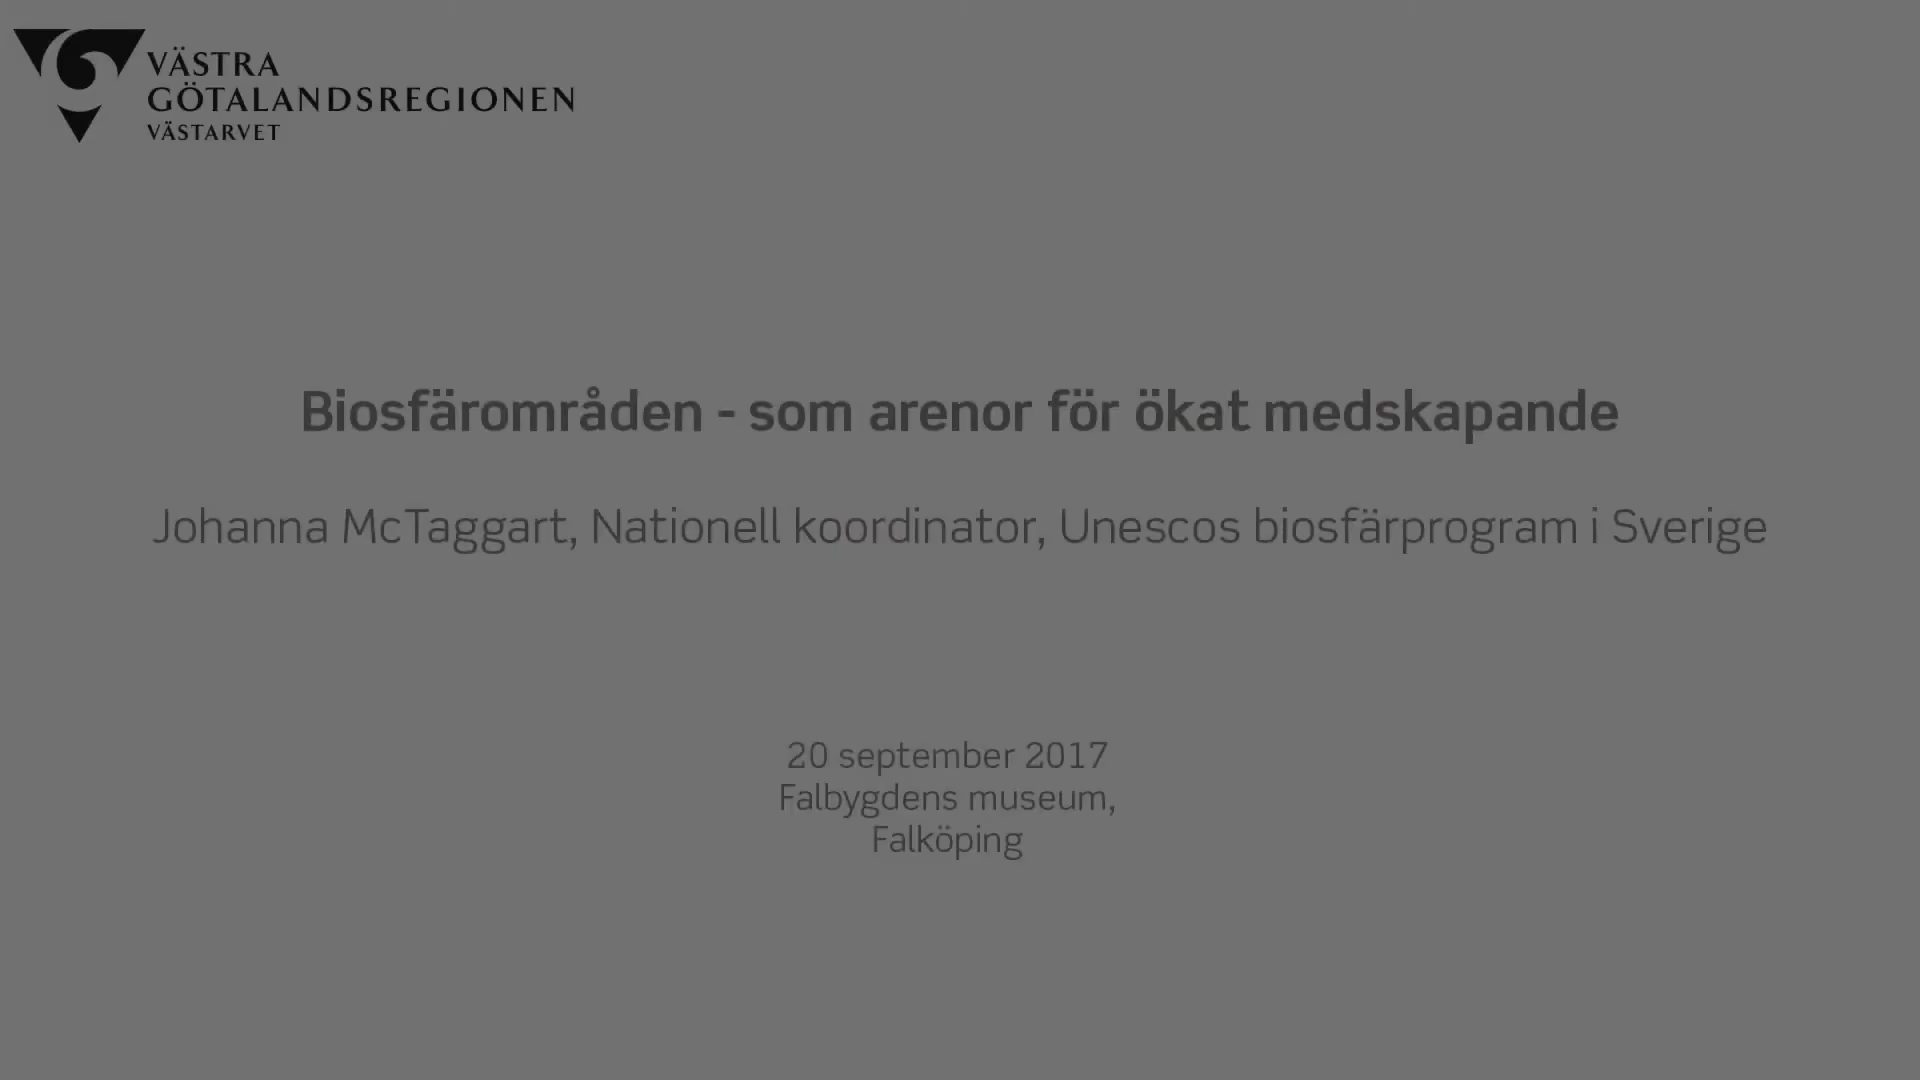 VÄSTRA
GÖTALANDSREGIONEN
VÄSTARVET
Biosfärområden - som arenor för ökat medskapande
Johanna McTaggart, Nationell koordinator, Unescos biosfärprogram i Sverige
20 september 2017
Falbygdens museum,
Falköping